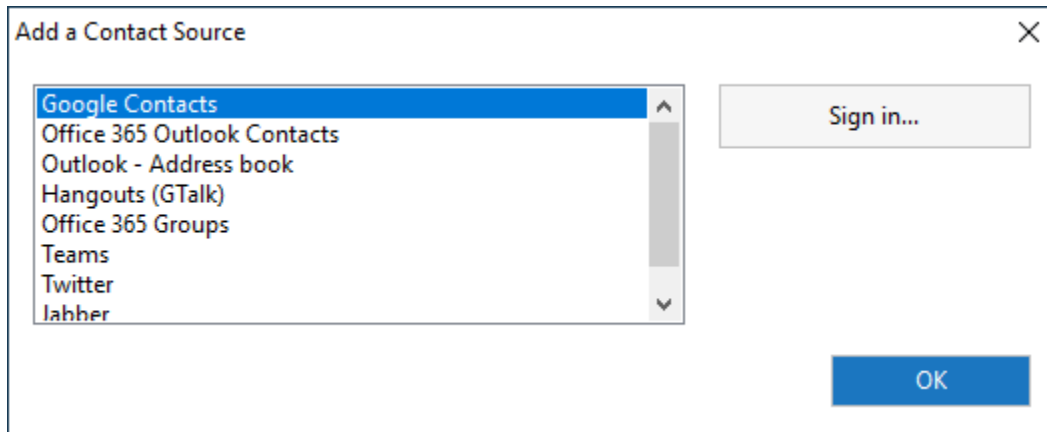 Add a Contact Source
Google Contacts
Sign in...
Office 365 Outlook Contacts
Outlook - Address book
Hangouts (GTalk)
Office 365 Groups
Teams
Twitter
Jabber
OK